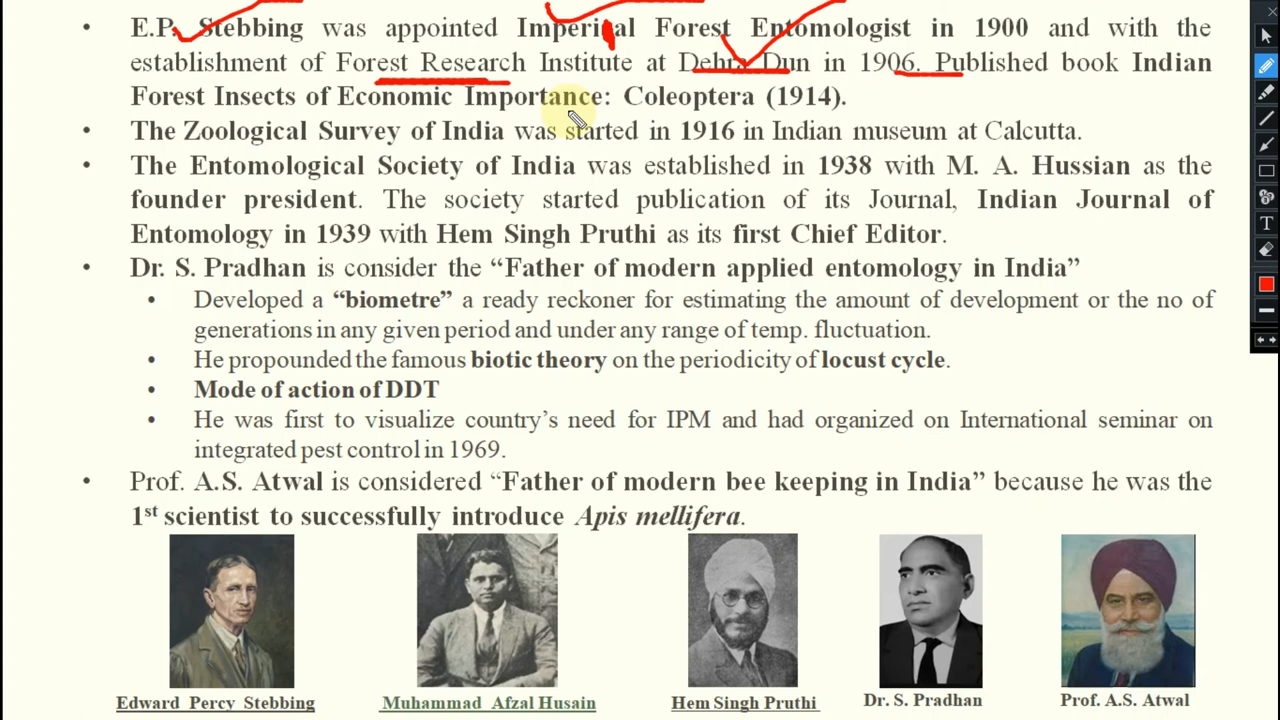 E.P. Stebbing was appointed Imperial Forest Entomologist in 1900 and with the
establishment of Forest Research Institute at Dehra Dun in 1906. Published book Indian
Forest Insects of Economic Importance: Coleoptera (1914).
• The Zoological Survey of India was started in 1916 in Indian museum at Calcutta.
• The Entomological Society of India was established in 1938 with M. A. Hussian as the
founder president. The society started publication of its Journal, Indian Journal of
Entomology in 1939 with Hem Singh Pruthi as its first Chief Editor.
• Dr. S. Pradhan is consider the “Father of modern applied entomology in India”
• Developed a “biometre” a ready reckoner for estimating the amount of development or the no of
generations in any given period and under any range of temp. fluctuation.
• He propounded the famous biotic theory on the periodicity of locust cycle.
• Mode of action of DDT
• He was first to visualize country’s need for IPM and had organized on International seminar on
integrated pest control in 1969.
• Prof. A.S. Atwal is considered “Father of modern bee keeping in India” because he was the
1st scientist to successfully introduce Apis mellifera.
Edward Percy Stebbing
Muhammad Afzal Husain
Hem Singh Pruthi
Dr. S. Pradhan
Prof. A.S. Atwal